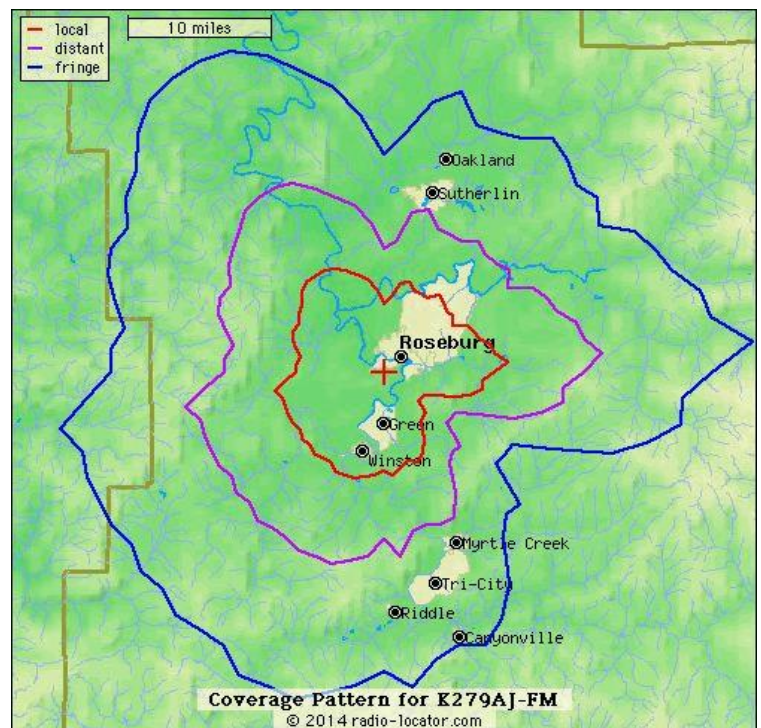 local
distant
fringe
10 miles
Oakland
Sutherlin
Roseburg
Green
Winston
Myrtle Creek
Tri-City
Riddle
Canyonville
Coverage Pattern for K279AJ-FM
© 2014 radio-locator.com